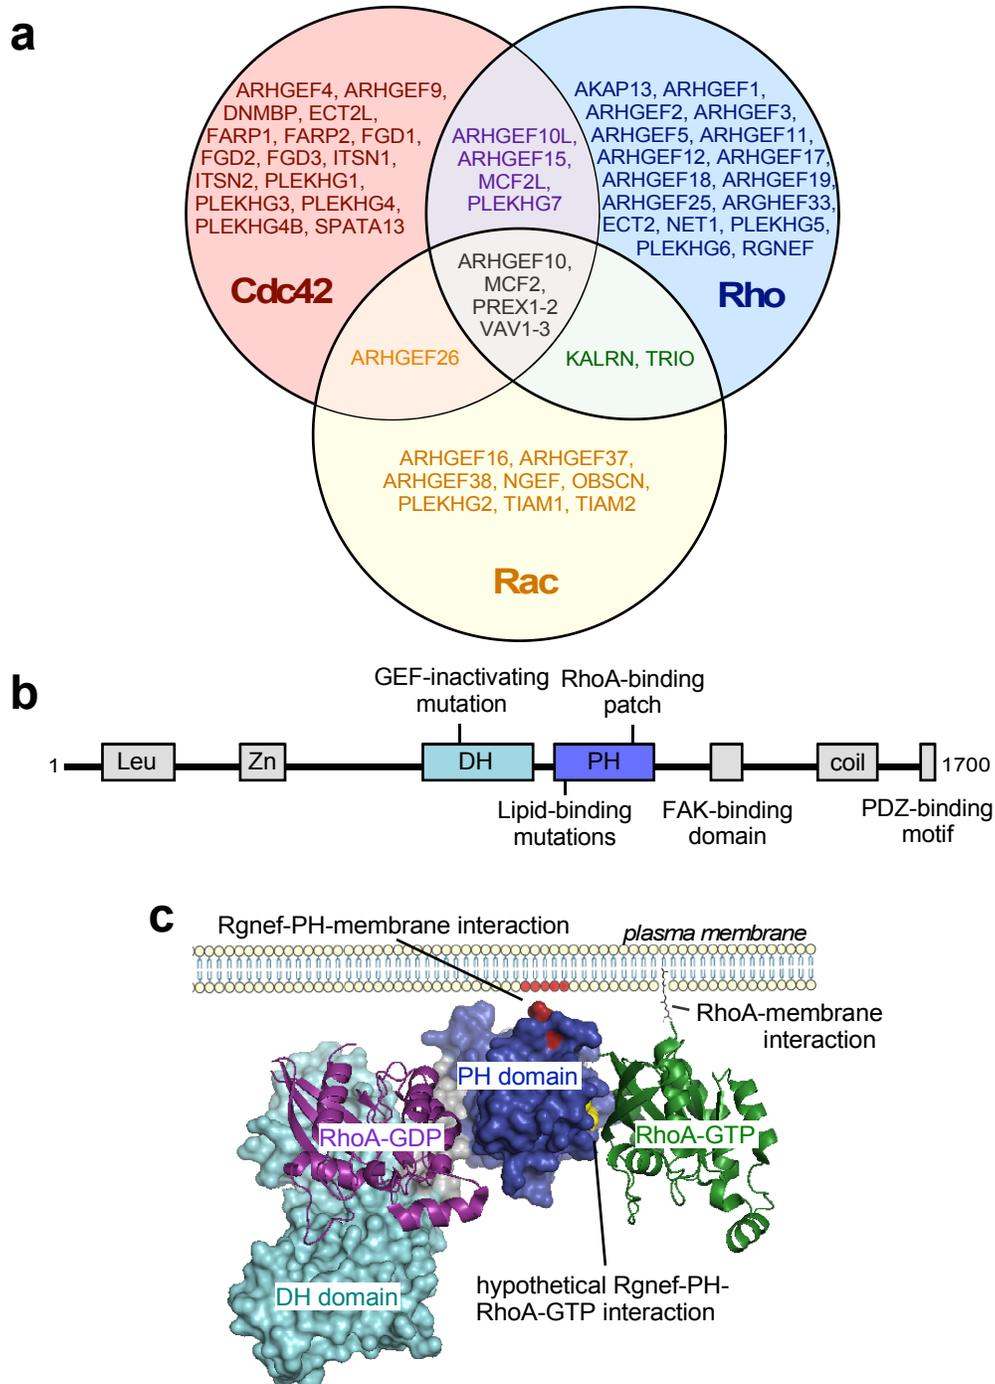 a
ARHGEF4, ARHGEF9,
DNMBP, ECT2L,
FARP1, FARP2, FGD1,
FGD2, FGD3, ITSN1,
ITSN2, PLEKHG1,
PLEKHG3, PLEKHG4,
PLEKHG4B, SPATA13
Cdc42
ARHGEF10L,
ARHGEF15,
MCF2L,
PLEKHG7
AKAP13, ARHGEF1,
ARHGEF2, ARHGEF3,
ARHGEF5, ARHGEF11,
ARHGEF12, ARHGEF17,
ARHGEF18, ARHGEF19,
ARHGEF25, ARGHEF33,
ECT2, NET1, PLEKHG5,
PLEKHG6, RGNEF
Rho
ARHGEF10,
MCF2,
PREX1-2
VAV1-3
ARHGEF26
KALRN, TRIO
ARHGEF16, ARHGEF37,
ARHGEF38, NGEF, OBSCN,
PLEKHG2, TIAM1, TIAM2
Rac
b
GEF-inactivating
mutation
RhoA-binding
patch
1
Leu
Zn
DH
PH
coil
1700
Lipid-binding
mutations
FAK-binding
domain
PDZ-binding
motif
c
Rgnef-PH-membrane interaction
plasma membrane
RhoA-membrane
interaction
PH domain
RhoA-GDP
RhoA-GTP
DH domain
hypothetical Rgnef-PH-
RhoA-GTP interaction